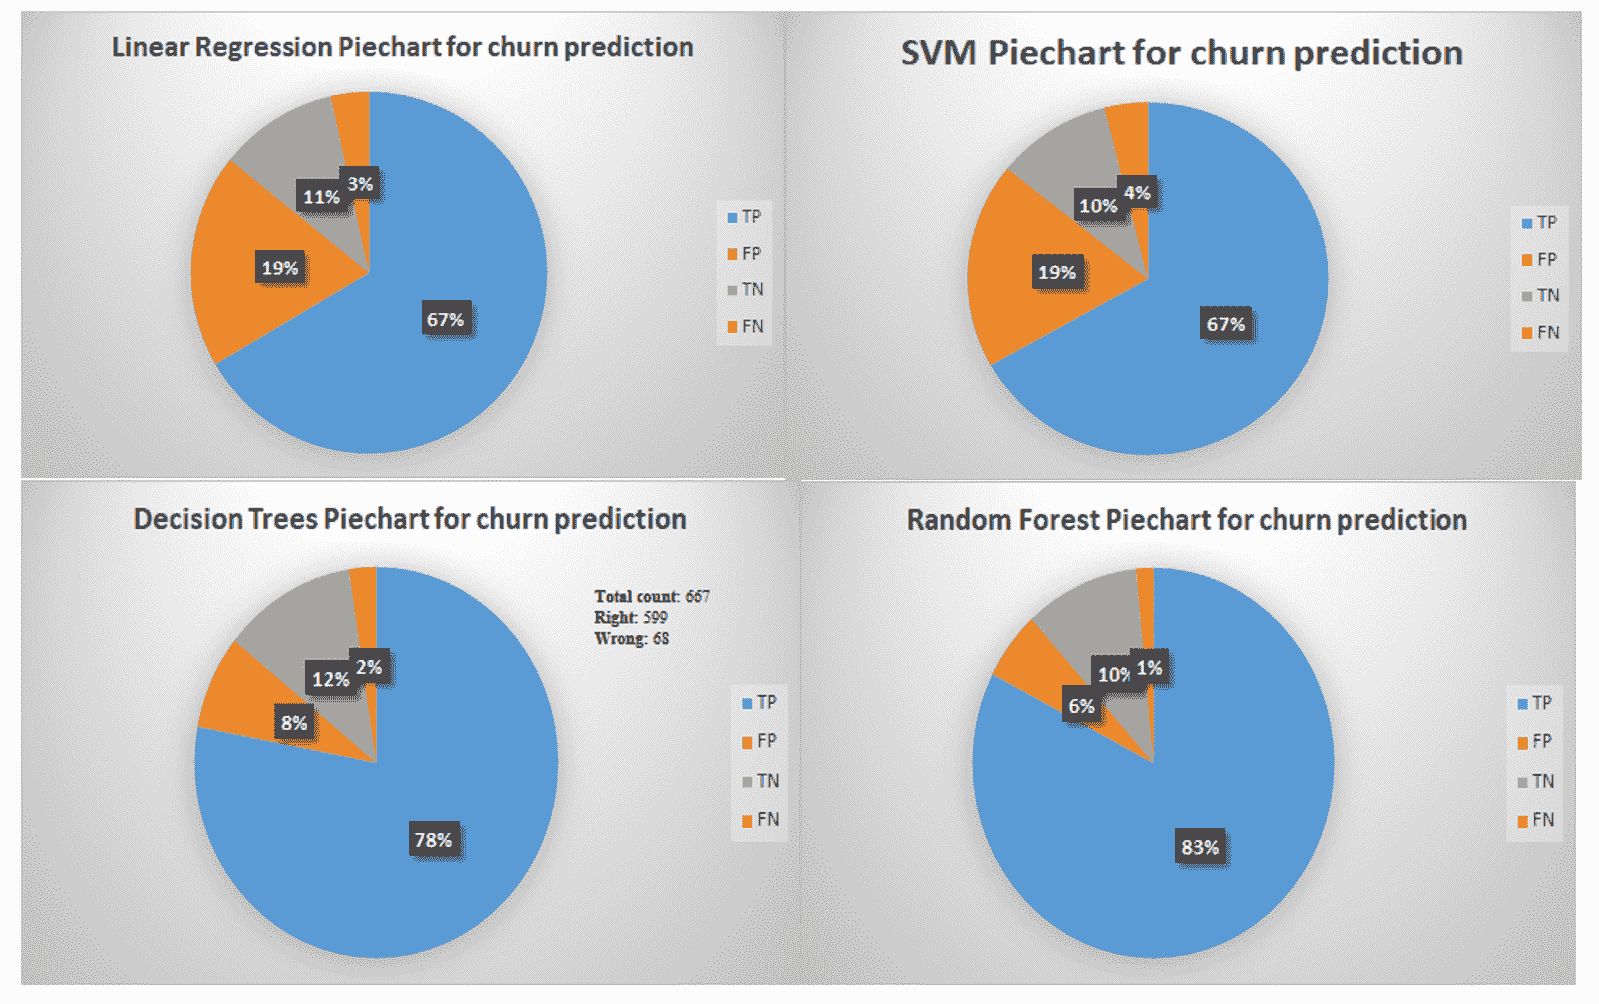 Linear Regression Piechart for churn prediction
3%
11%
19%
67%
TP
FP
TN
FN
SVM Piechart for churn prediction
4%
10%
19%
67%
TP
FP
TN
FN
Decision Trees Piechart for churn prediction
Total count: 667
Right: 599
Wrong: 68
2%
12%
8%
78%
TP
FP
TN
FN
Random Forest Piechart for churn prediction
1%
10%
6%
83%
TP
FP
TN
FN